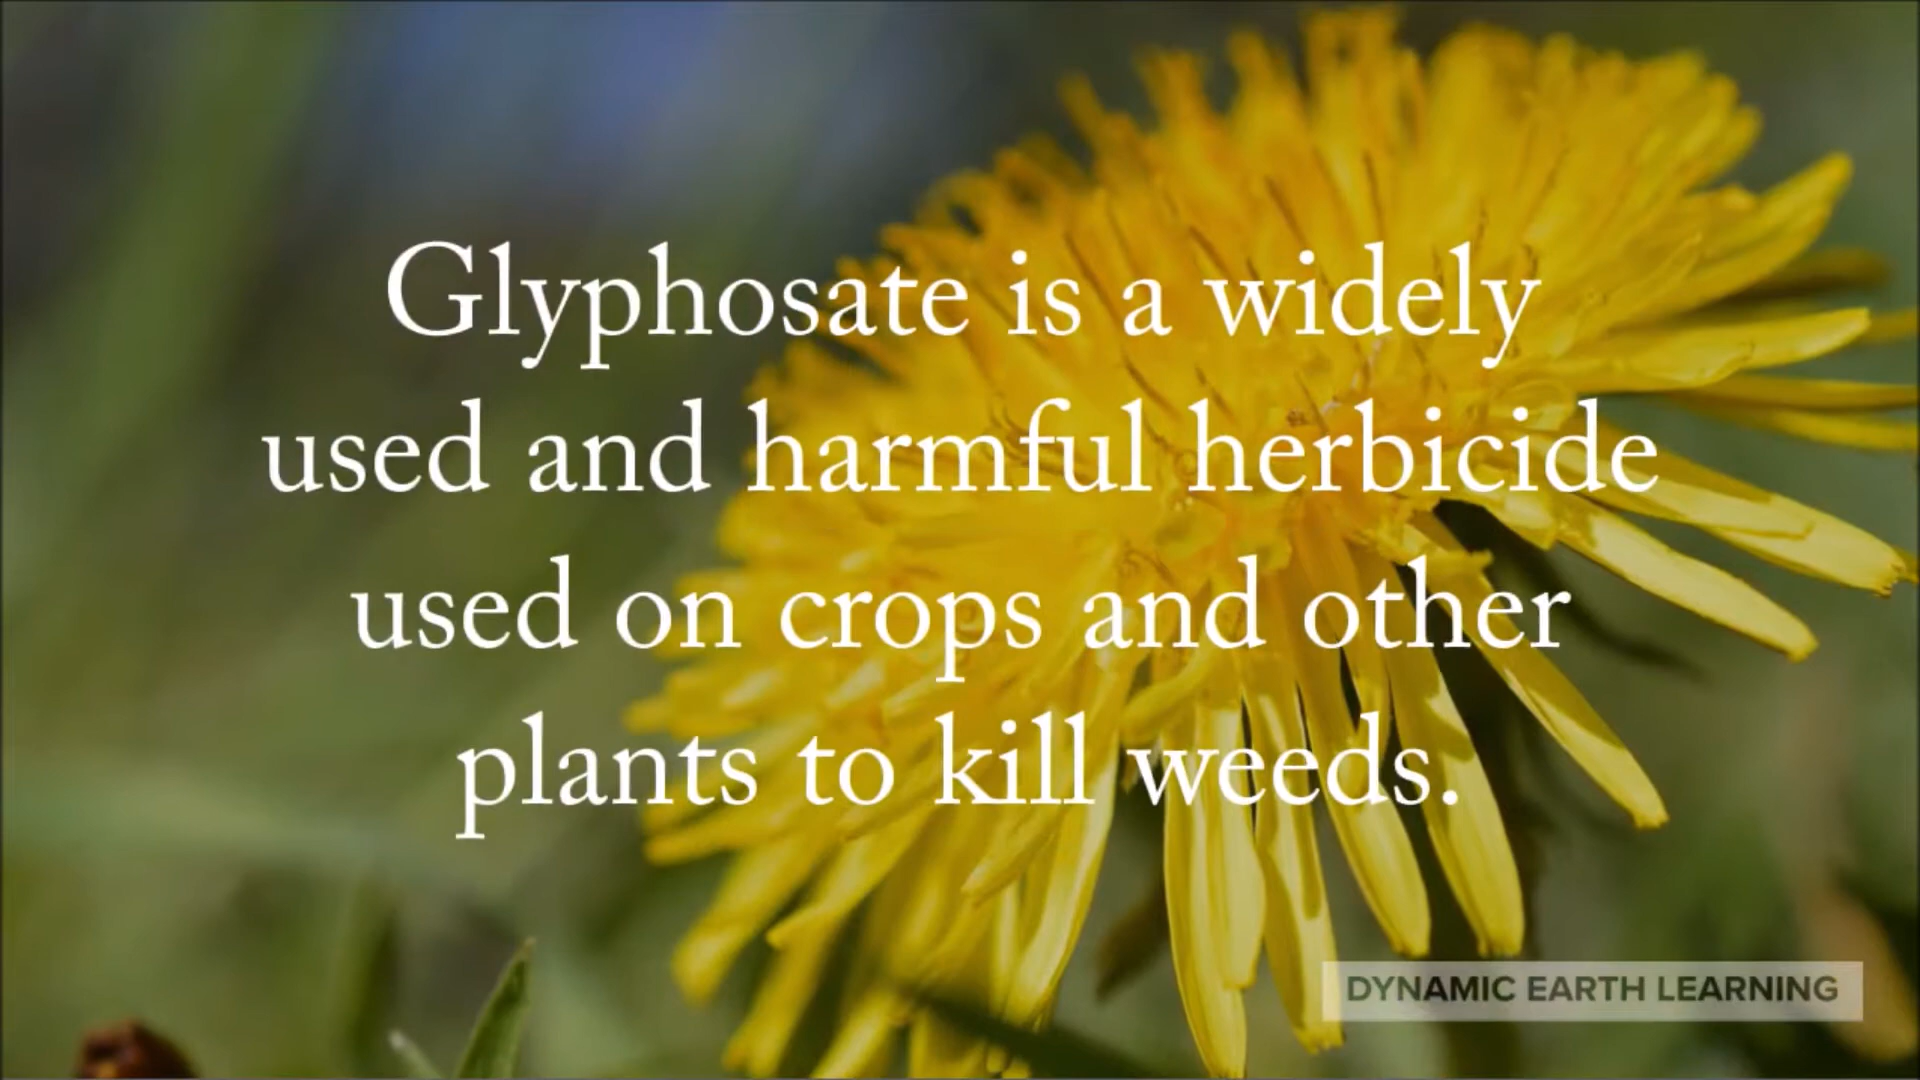 Glyphosate is a widely
used and harmful herbicide
used on crops and other
plants to kill weeds.
DYNAMIC EARTH LEARNING